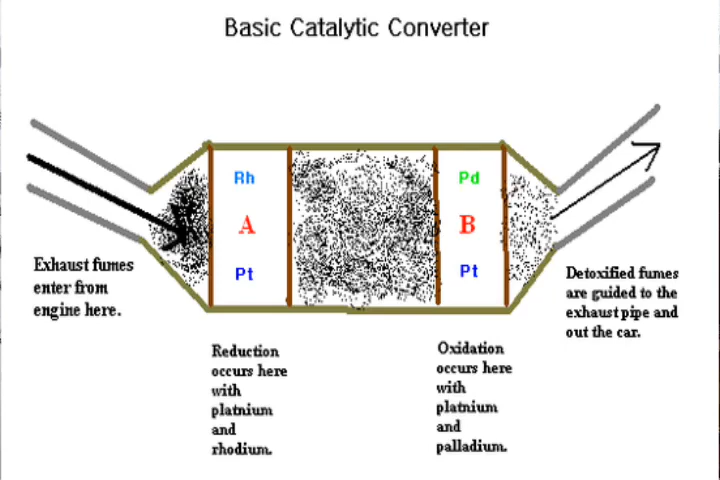 Basic Catalytic Converter
Rh
Pd
A
B
Pt
Pt
Exhaust fumes
enter from
engine here.
Detoxified fumes
are guided to the
exhaust pipe and
out the car.
Reduction
occurs here
with
platnium
and
rhodium.
Oxidation
occurs here
with
platnium
and
palladium.